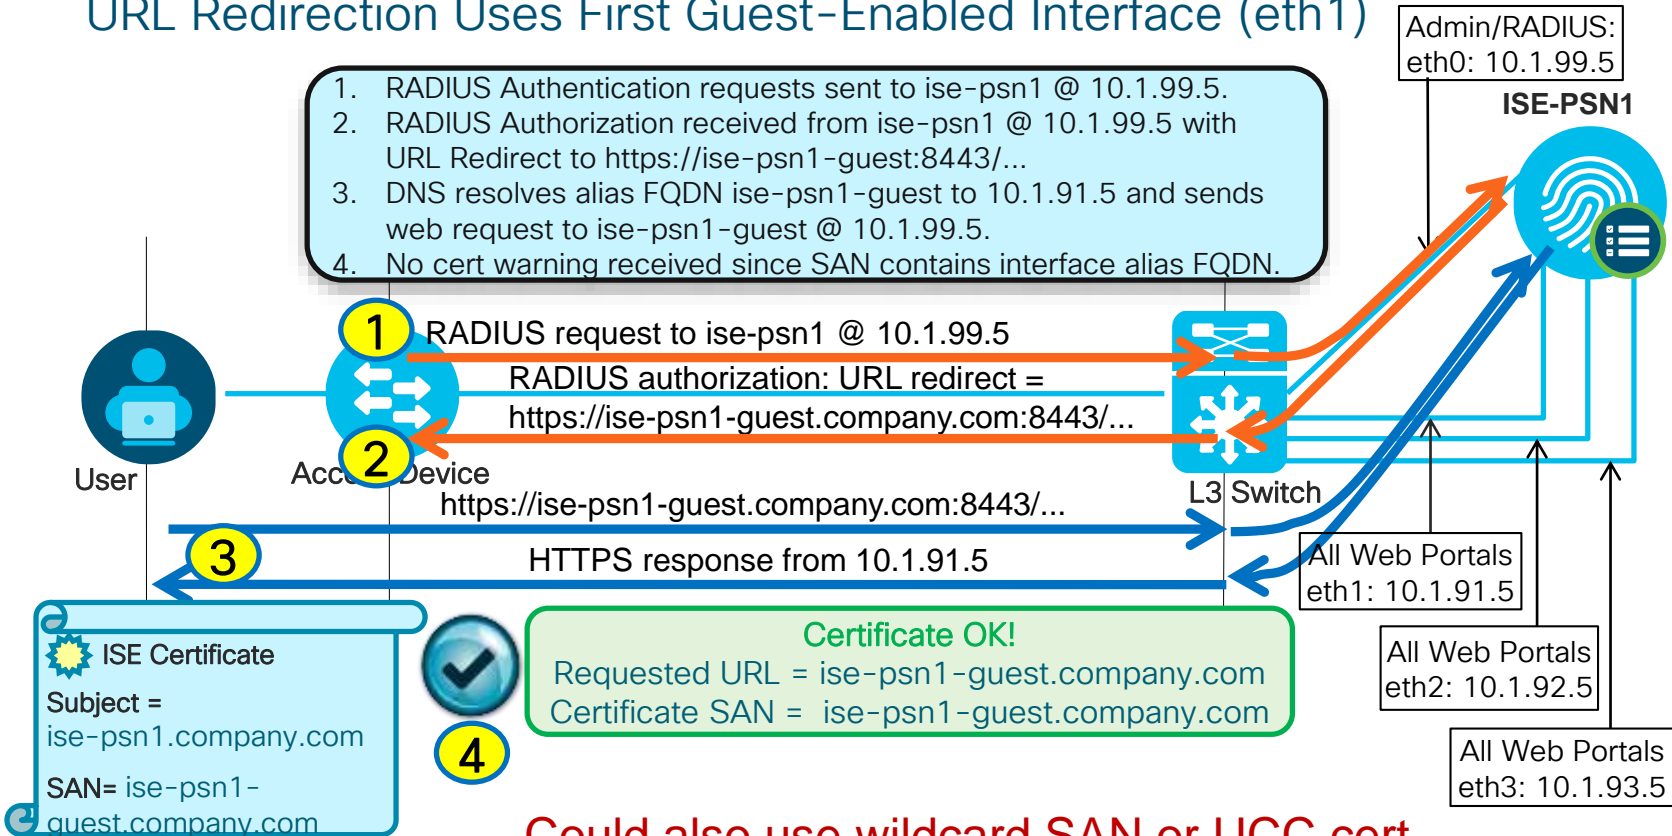 URL Redirection Uses First Guest-Enabled Interface (eth1)
Admin/RADIUS:
eth0: 10.1.99.5
ISE-PSN1
1. RADIUS Authentication requests sent to ise-psn1 @ 10.1.99.5.
2. RADIUS Authorization received from ise-psn1 @ 10.1.99.5 with
URL Redirect to https://ise-psn1-guest:8443/...
3. DNS resolves alias FQDN ise-psn1-guest to 10.1.91.5 and sends
web request to ise-psn1-guest @ 10.1.99.5.
4. No cert warning received since SAN contains interface alias FQDN.
1
RADIUS request to ise-psn1 @ 10.1.99.5
RADIUS authorization: URL redirect =
https://ise-psn1-guest.company.com:8443/...
2
User
Device
L3 Switch
https://ise-psn1-guest.company.com:8443/...
3
HTTPS response from 10.1.91.5
All Web Portals
eth1: 10.1.91.5
ISE Certificate
Subject =
ise-psn1.company.com
SAN= ise-psn1-
guest.company.com
4
Certificate OK!
Requested URL = ise-psn1-guest.company.com
Certificate SAN = ise-psn1-guest.company.com
All Web Portals
eth2: 10.1.92.5
All Web Portals
eth3: 10.1.93.5
Could also use wildcard SAN or UCC cert